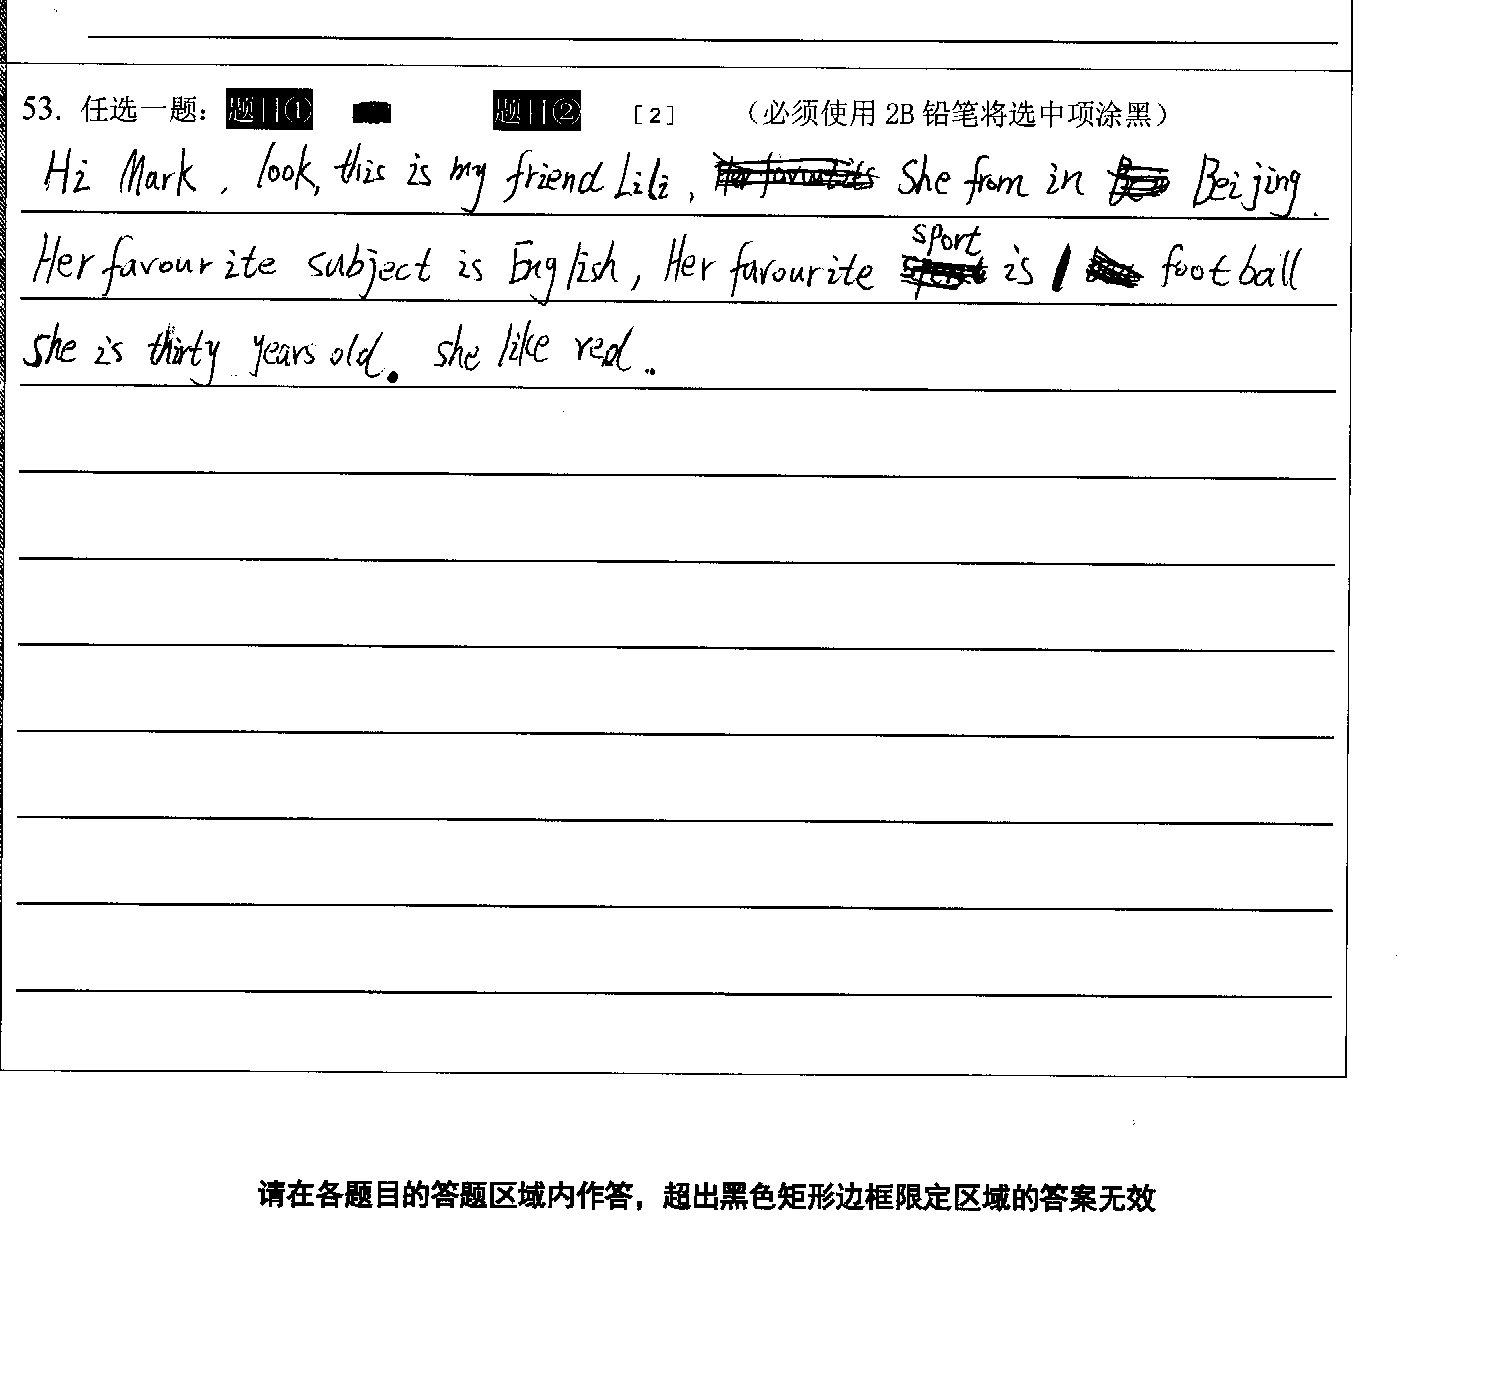 53. 任选一题: 题目① 题目② [2] (必须使用 2B 铅笔将选中项涂黑)
Hi Mark, look, this is my friend Lili, She from in Beijing.
sport
Her favourite subject is English, Her favourite is football
she is thirty years old. she like red.
请在各题目的答题区域内作答，超出黑色矩形边框限定区域的答案无效